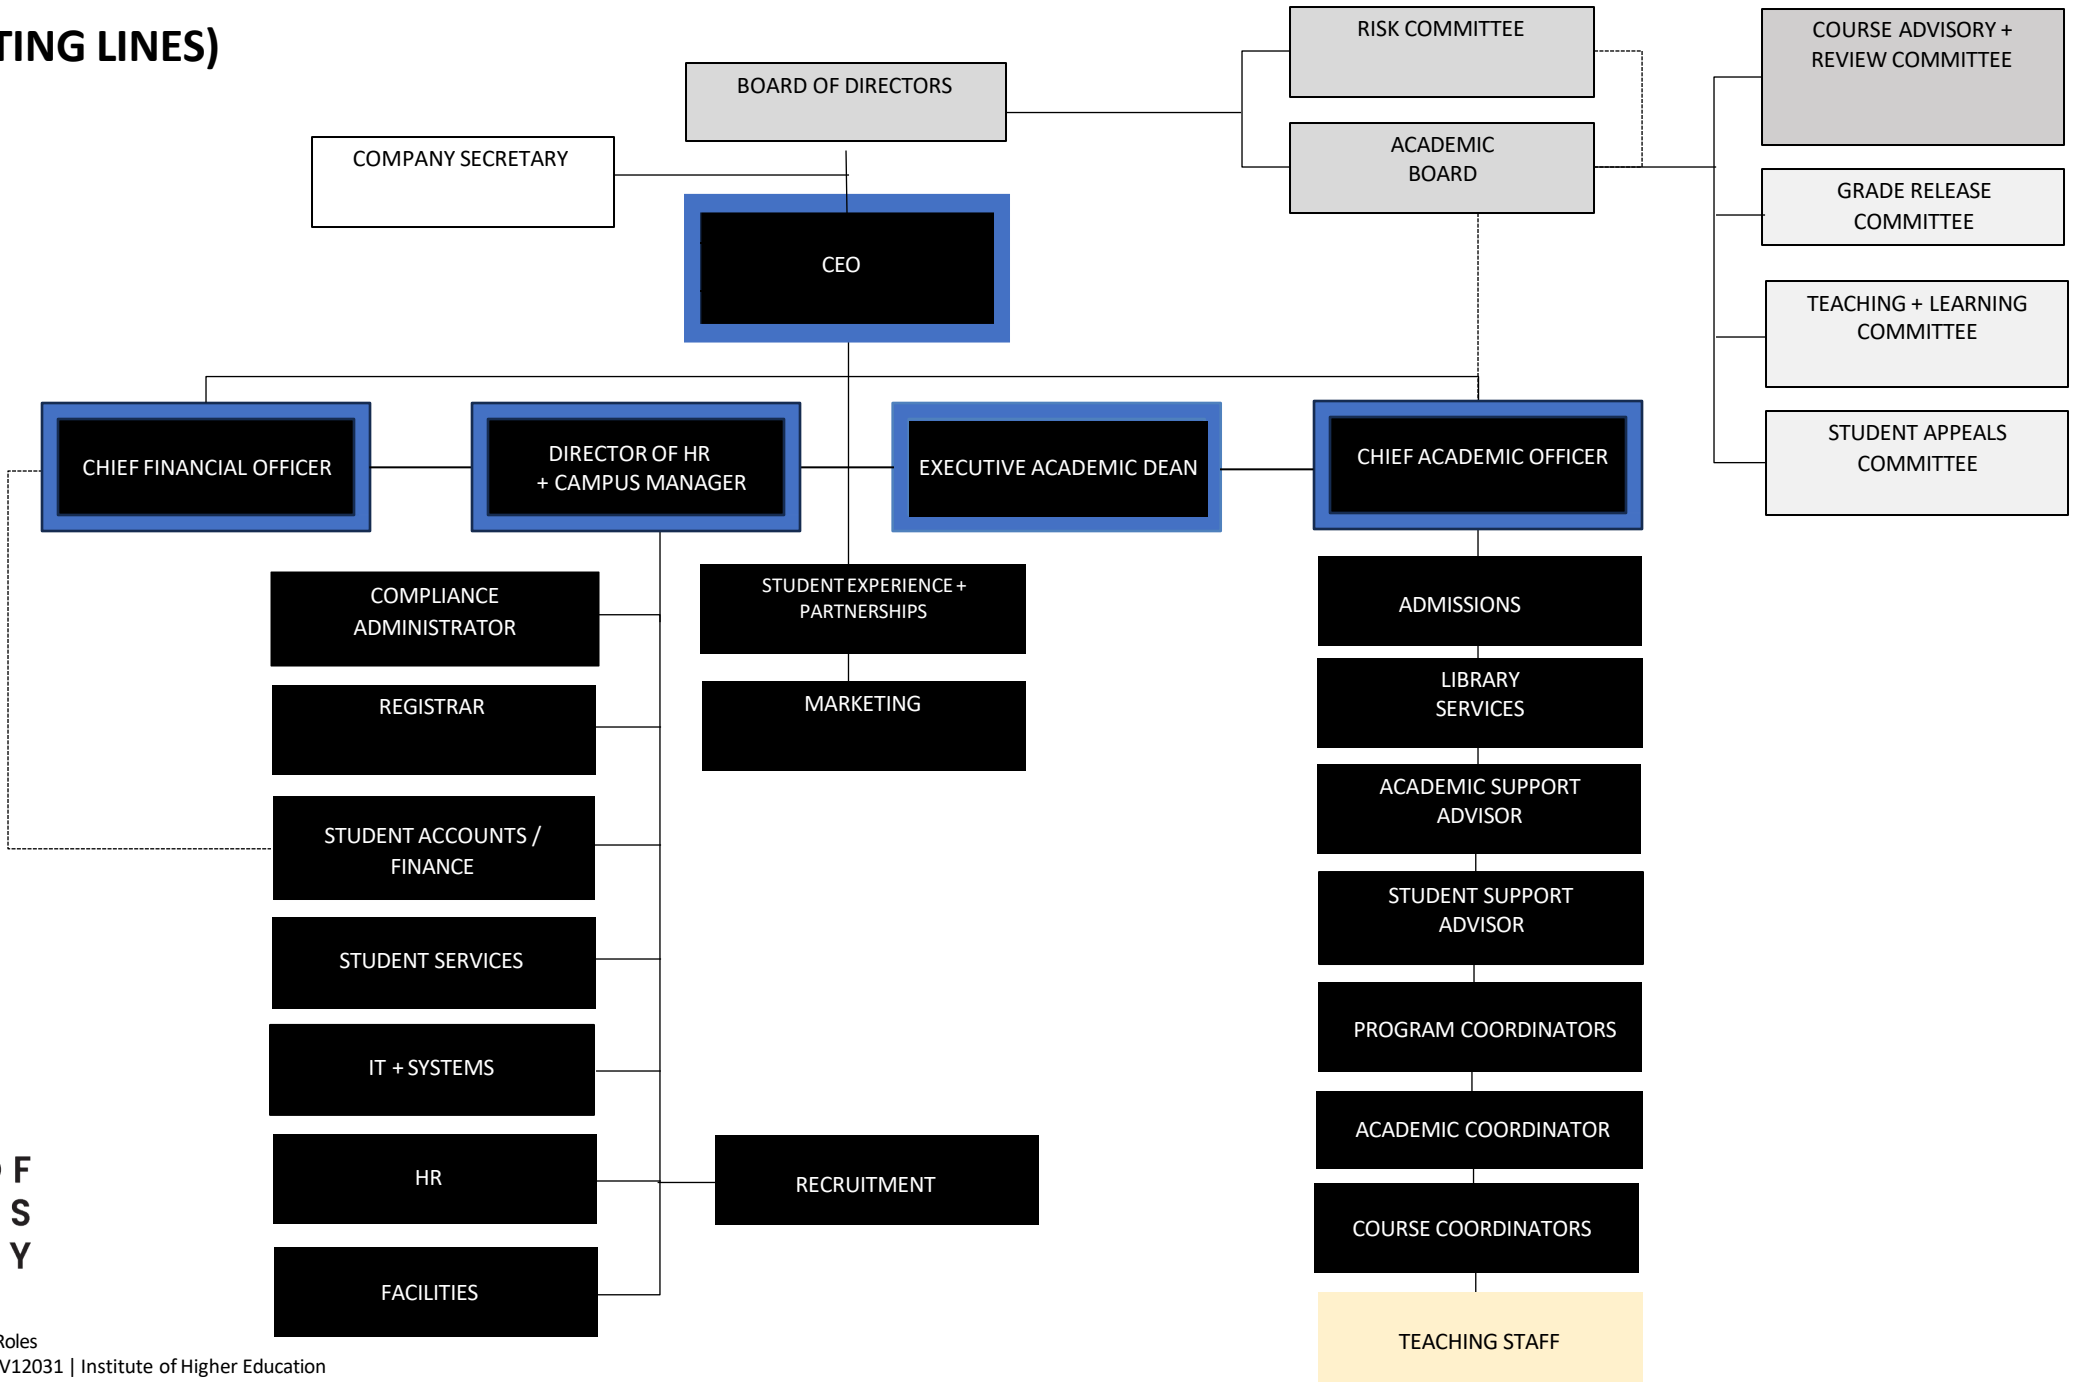 TING LINES)
RISK COMMITTEE
COURSE ADVISORY +
REVIEW COMMITTEE
BOARD OF DIRECTORS
COMPANY SECRETARY
ACADEMIC
BOARD
GRADE RELEASE
COMMITTEE
CEO
TEACHING + LEARNING
COMMITTEE
STUDENT APPEALS
COMMITTEE
CHIEF FINANCIAL OFFICER
DIRECTOR OF HR
+ CAMPUS MANAGER
EXECUTIVE ACADEMIC DEAN
CHIEF ACADEMIC OFFICER
COMPLIANCE
ADMINISTRATOR
STUDENT EXPERIENCE +
PARTNERSHIPS
ADMISSIONS
REGISTRAR
MARKETING
LIBRARY
SERVICES
STUDENT ACCOUNTS /
FINANCE
ACADEMIC SUPPORT
ADVISOR
STUDENT SERVICES
STUDENT SUPPORT
ADVISOR
IT + SYSTEMS
PROGRAM COORDINATORS
HR
RECRUITMENT
ACADEMIC COORDINATOR
COURSE COORDINATORS
FACILITIES
TEACHING STAFF
F
S
Y
Roles
V12031 | Institute of Higher Education